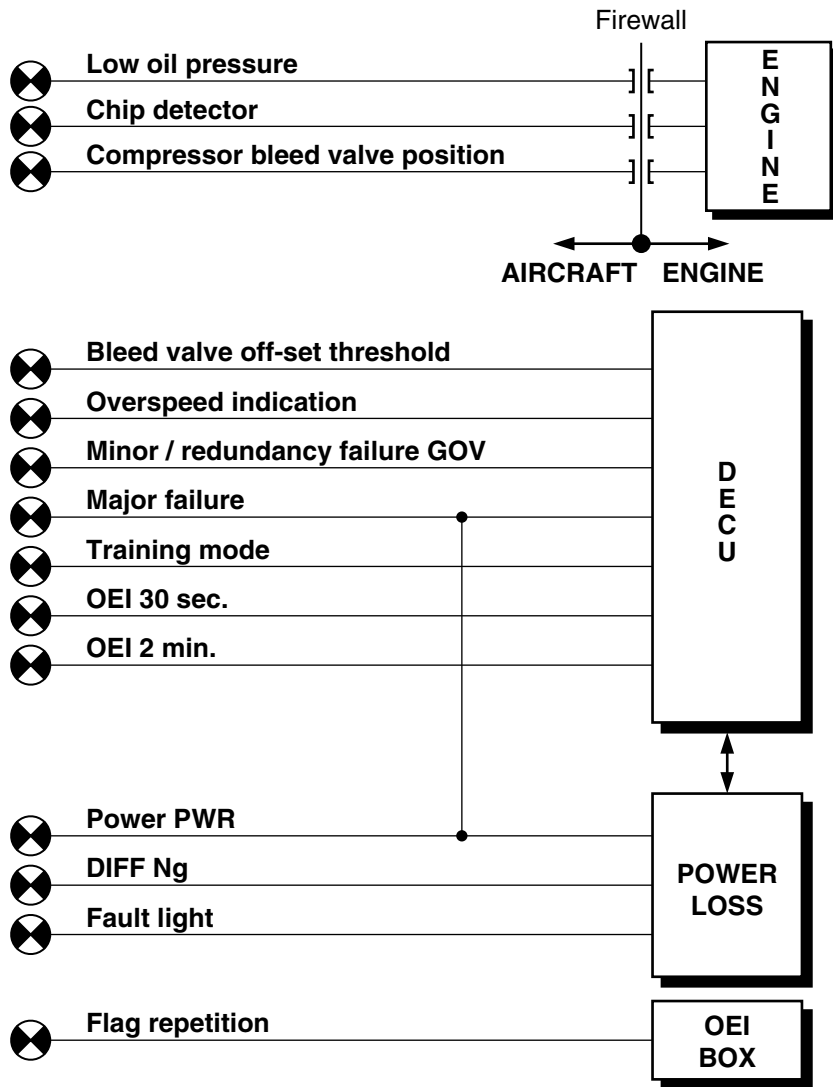 Firewall
Low oil pressure
Chip detector
Compressor bleed valve position
ENGINE
AIRCRAFT ENGINE
Bleed valve off-set threshold
Overspeed indication
Minor / redundancy failure GOV
Major failure
Training mode
OEI 30 sec.
OEI 2 min.
DECU
Power PWR
DIFF Ng
Fault light
POWER
LOSS
Flag repetition
OEI
BOX